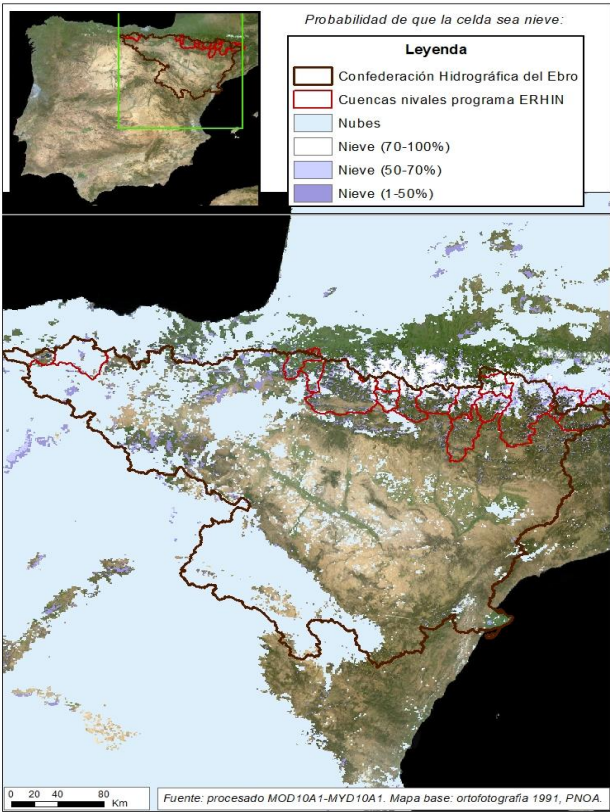 Probabilidad de que la celda sea nieve:
Leyenda
Confederación Hidrográfica del Ebro
Cuencas nivales programa ERHIN
Nubes
Nieve (70-100%)
Nieve (50-70%)
Nieve (1-50%)
0 20 40 80
Km
Fuente: procesado MOD10A1-MYD10A1. Mapa base: ortofotografia 1991, PNOA.